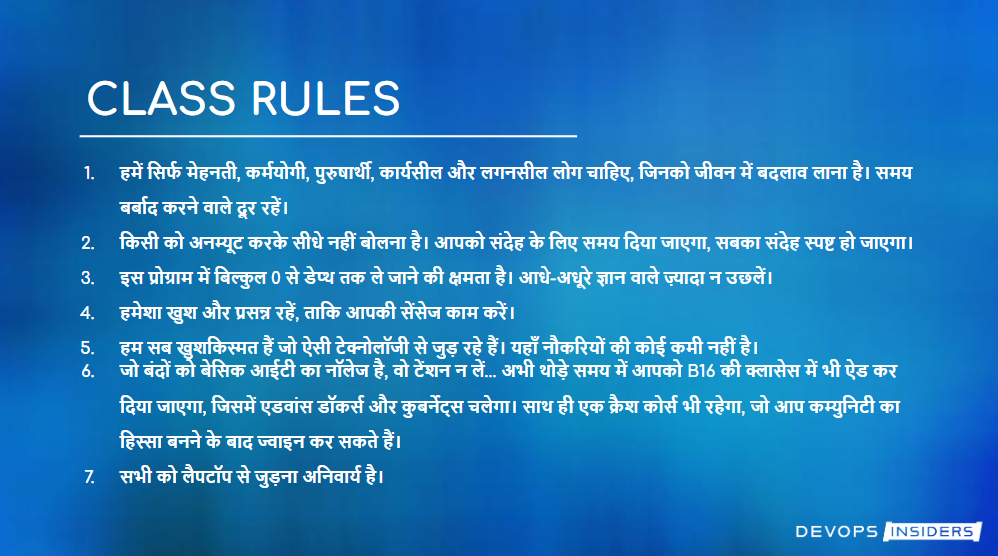 CLASS RULES
1. हमें सिर्फ मेहनती, कर्मयोगी, पुरुषार्थी, कार्यसील और लगनसील लोग चाहिए, जिनको जीवन में बदलाव लाना है। समय
बर्बाद करने वाले दूर रहें।
2. किसी को अनम्यूट करके सीधे नहीं बोलना है। आपको संदेह के लिए समय दिया जाएगा, सबका संदेह स्पष्ट हो जाएगा।
3. इस प्रोग्राम में बिल्कुल 0 से डेप्थ तक ले जाने की क्षमता है। आधे-अधूरे ज्ञान वाले ज़्यादा न उछलें।
4. हमेशा खुश और प्रसन्न रहें, ताकि आपकी सेंसेज काम करें।
5. हम सब खुशकिस्मत हैं जो ऐसी टेक्नोलॉजी से जुड़ रहे हैं। यहाँ नौकरियों की कोई कमी नहीं है।
6. जो बंदों को बेसिक आईटी का नॉलेज है, वो टेंशन न लें... अभी थोड़े समय में आपको B16 की क्लासेस में भी ऐड कर
दिया जाएगा, जिसमें एडवांस डॉकर्स और कुबर्नेट्स चलेगा। साथ ही एक क्रैश कोर्स भी रहेगा, जो आप कम्युनिटी का
हिस्सा बनने के बाद ज्वाइन कर सकते हैं।
7. सभी को लैपटॉप से जुड़ना अनिवार्य है।
DEVOPS INSIDERS